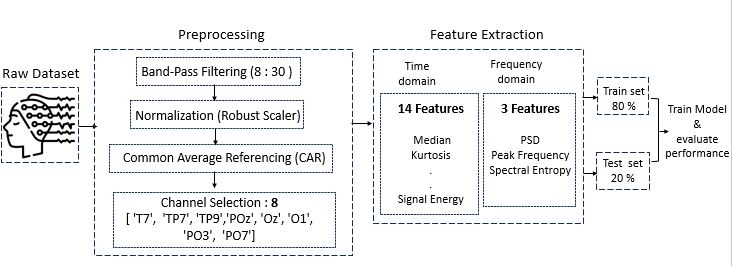 Preprocessing
Feature Extraction
Raw Dataset
Band-Pass Filtering (8 : 30 )
Normalization (Robust Scaler)
Common Average Referencing (CAR)
Channel Selection : 8
[ 'T7', 'TP7', 'TP9','POz', 'Oz', 'O1',
'PO3', 'PO7']
Time
domain
14 Features
Median
Kurtosis
.
.
Signal Energy
Frequency
domain
3 Features
PSD
Peak Frequency
Spectral Entropy
Train set
80 %
Test set
20 %
Train Model
&
evaluate
performance